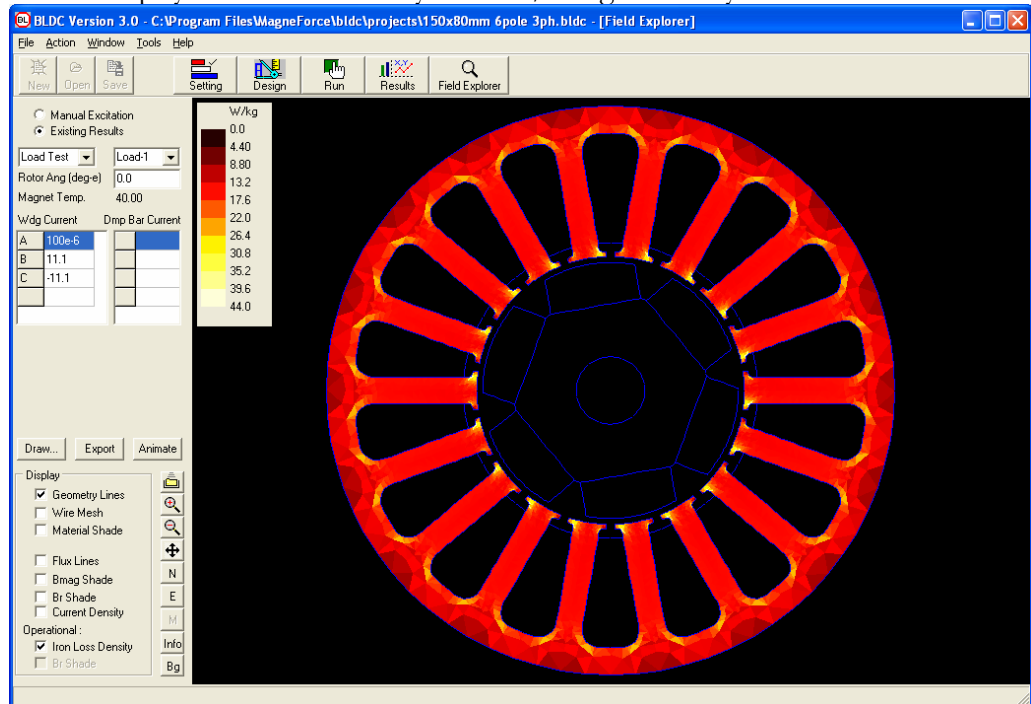 BLDC Version 3.0 - C:\Program Files\MagneForce\bldc\projects\150x80mm 6pole 3ph.bldc - [Field Explorer]
File Action Window Tools Help
New Open Save Setting Design Run Results Field Explorer
Manual Excitation
Existing Results
Load Test Load-1
Rotor Ang (deg-e) 0.0
Magnet Temp. 40.00
Wdg Current Dmp Bar Current
A 100e-6
B 11.1
C -11.1
W/kg
0.0
4.40
8.80
13.2
17.6
22.0
26.4
30.8
35.2
39.6
44.0
Draw... Export Animate
Display
Geometry Lines
Wire Mesh
Material Shade
Flux Lines
Bmag Shade
Br Shade
Current Density
Operational :
Iron Loss Density
Br Shade
N
E
M
Info
Bg